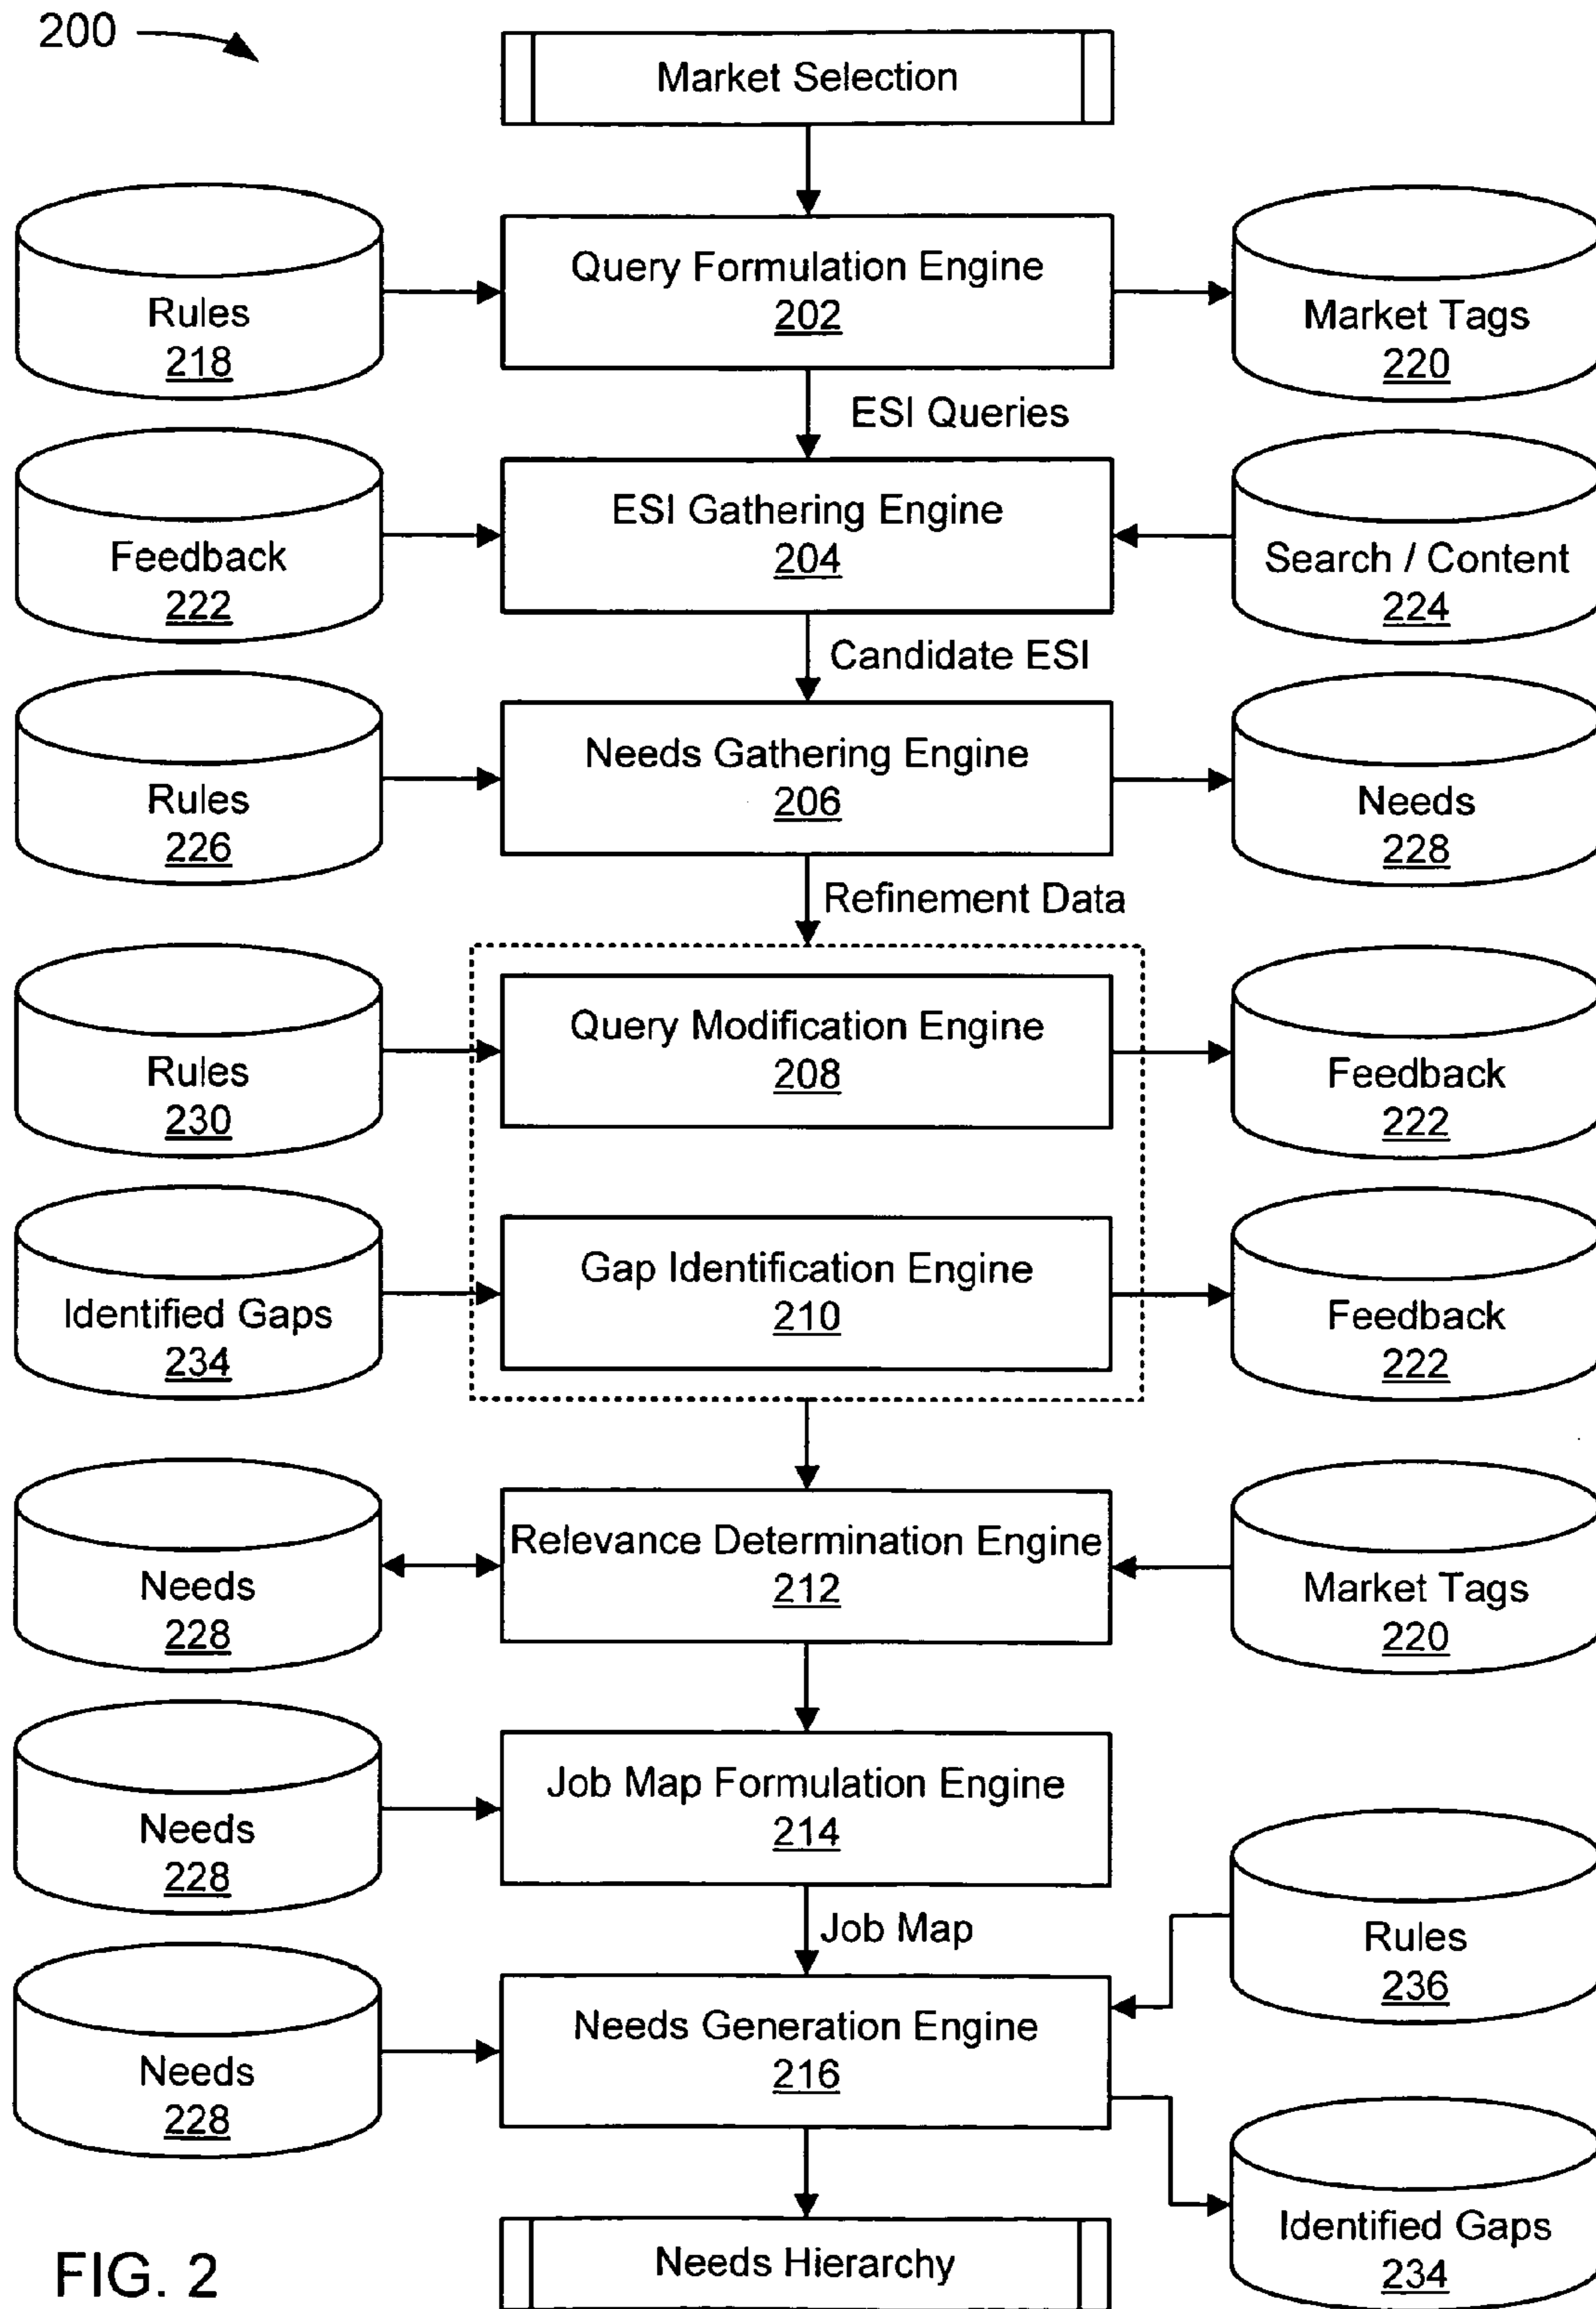 200
Market Selection
Query Formulation Engine
202
Rules
218
Market Tags
220
ESI Queries
ESI Gathering Engine
204
Feedback
222
Search / Content
224
Candidate ESI
Needs Gathering Engine
206
Rules
226
Needs
228
Refinement Data
Query Modification Engine
208
Rules
230
Feedback
222
Gap Identification Engine
210
Identified Gaps
234
Feedback
222
Relevance Determination Engine
212
Needs
228
Market Tags
220
Job Map Formulation Engine
214
Needs
228
Job Map
Rules
236
Needs Generation Engine
216
Needs
228
Identified Gaps
234
Needs Hierarchy
FIG. 2